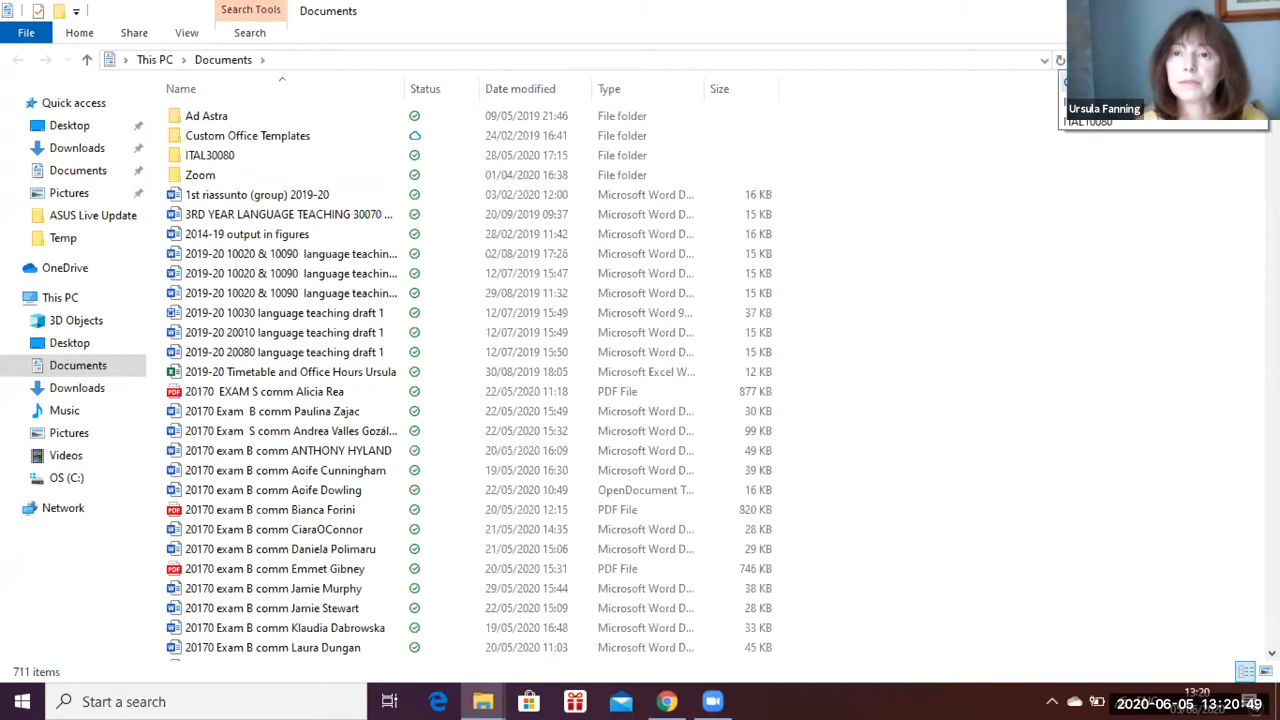 Search Tools
Documents
File
Home
Share
View
Search
This PC
Documents
Quick access
Desktop
Downloads
Documents
Pictures
ASUS Live Update
Temp
OneDrive
This PC
3D Objects
Desktop
Documents
Downloads
Music
Pictures
Videos
OS (C:)
Network
Name Status Date modified Type Size
Ad Astra 09/05/2020 21:46 File folder
Custom Office Templates 24/02/2019 16:41 File folder
ITAL30080 28/05/2020 17:15 File folder
Zoom 01/04/2020 16:38 File folder
1st riassunto (group) 2019-20 03/02/2020 12:00 Microsoft Word D... 16 KB
3RD YEAR LANGUAGE TEACHING 30070 ... 20/09/2019 09:37 Microsoft Word D... 15 KB
2014-19 output in figures 28/02/2019 11:42 Microsoft Word D... 16 KB
2019-20 10020 & 10090 language teachin... 02/08/2019 17:26 Microsoft Word D... 15 KB
2019-20 10020 & 10090 language teachin... 12/07/2019 15:47 Microsoft Word D... 15 KB
2019-20 10020 & 10090 language teachin... 29/08/2019 11:32 Microsoft Word D... 15 KB
2019-20 10030 language teaching draft 1 12/07/2019 15:49 Microsoft Word 9... 37 KB
2019-20 20010 language teaching draft 1 12/07/2019 15:49 Microsoft Word D... 15 KB
2019-20 20080 language teaching draft 1 12/07/2019 15:50 Microsoft Word D... 15 KB
2019-20 Timetable and Office Hours Ursula 30/08/2019 18:05 Microsoft Excel W... 12 KB
20170 EXAM S comm Alicia Rea 22/05/2020 11:18 PDF File 877 KB
20170 Exam B comm Paulina Zajac 22/05/2020 15:49 Microsoft Word D... 30 KB
20170 Exam S comm Andrea Valles Gozál... 22/05/2020 15:32 Microsoft Word D... 99 KB
20170 exam B comm ANTHONY HYLAND 20/05/2020 16:09 Microsoft Word D... 49 KB
20170 exam B comm Aoife Cunningham 19/05/2020 16:30 Microsoft Word D... 39 KB
20170 exam B comm Aoife Dowling 22/05/2020 10:49 OpenDocument T... 16 KB
20170 exam B comm Bianca Forini 20/05/2020 12:15 PDF File 820 KB
20170 exam B comm CiaraOConnor 21/05/2020 14:35 Microsoft Word D... 28 KB
20170 exam B comm Daniela Polimaru 21/05/2020 15:06 Microsoft Word D... 29 KB
20170 exam B comm Emmet Gibney 20/05/2020 15:31 PDF File 746 KB
20170 exam B comm Jamie Murphy 29/05/2020 15:44 Microsoft Word D... 38 KB
20170 Exam B comm Jamie Stewart 22/05/2020 15:09 Microsoft Word D... 28 KB
20170 Exam B comm Klaudia Dabrowska 19/05/2020 16:48 Microsoft Word D... 33 KB
20170 Exam B comm Laura Dungan 20/05/2020 11:03 Microsoft Word D... 45 KB
Ursula Fanning
ITAL10080
711 items
Start a search
13:20
2020-06-05 13:20:49